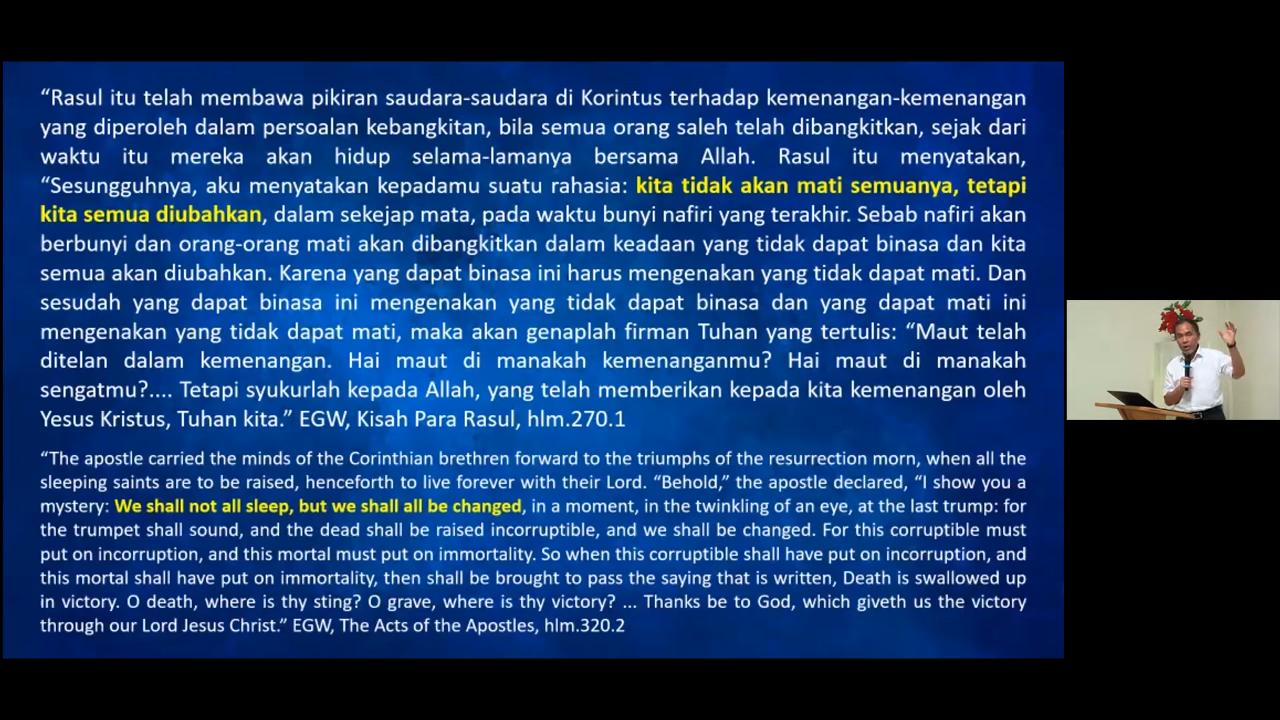 “Rasul itu telah membawa pikiran saudara-saudara di Korintus terhadap kemenangan-kemenangan
yang diperoleh dalam persoalan kebangkitan, bila semua orang saleh telah dibangkitkan, sejak dari
waktu itu mereka akan hidup selama-lamanya bersama Allah. Rasul itu menyatakan,
“Sesungguhnya, aku menyatakan kepadamu suatu rahasia: kita tidak akan mati semuanya, tetapi
kita semua diubahkan, dalam sekejap mata, pada waktu bunyi nafiri yang terakhir. Sebab nafiri akan
berbunyi dan orang-orang mati akan dibangkitkan dalam keadaan yang tidak dapat binasa dan kita
semua akan diubahkan. Karena yang dapat binasa ini harus mengenakan yang tidak dapat mati. Dan
sesudah yang dapat binasa ini mengenakan yang tidak dapat binasa dan yang dapat mati ini
mengenakan yang tidak dapat mati, maka akan genaplah firman Tuhan yang tertulis: “Maut telah
ditelan dalam kemenangan. Hai maut di manakah kemenanganmu? Hai maut di manakah
sengatmu?.... Tetapi syukurlah kepada Allah, yang telah memberikan kepada kita kemenangan oleh
Yesus Kristus, Tuhan kita.” EGW, Kisah Para Rasul, hlm.270.1
“The apostle carried the minds of the Corinthian brethren forward to the triumphs of the resurrection morn, when all the
sleeping saints are to be raised, henceforth to live forever with their Lord. “Behold,” the apostle declared, “I show you a
mystery: We shall not all sleep, but we shall all be changed, in a moment, in the twinkling of an eye, at the last trump: for
the trumpet shall sound, and the dead shall be raised incorruptible, and we shall be changed. For this corruptible must
put on incorruption, and this mortal must put on immortality. So when this corruptible shall have put on incorruption, and
this mortal shall have put on immortality, then shall be brought to pass the saying that is written, Death is swallowed up
in victory. O death, where is thy sting? O grave, where is thy victory? ... Thanks be to God, which giveth us the victory
through our Lord Jesus Christ.” EGW, The Acts of the Apostles, hlm.320.2